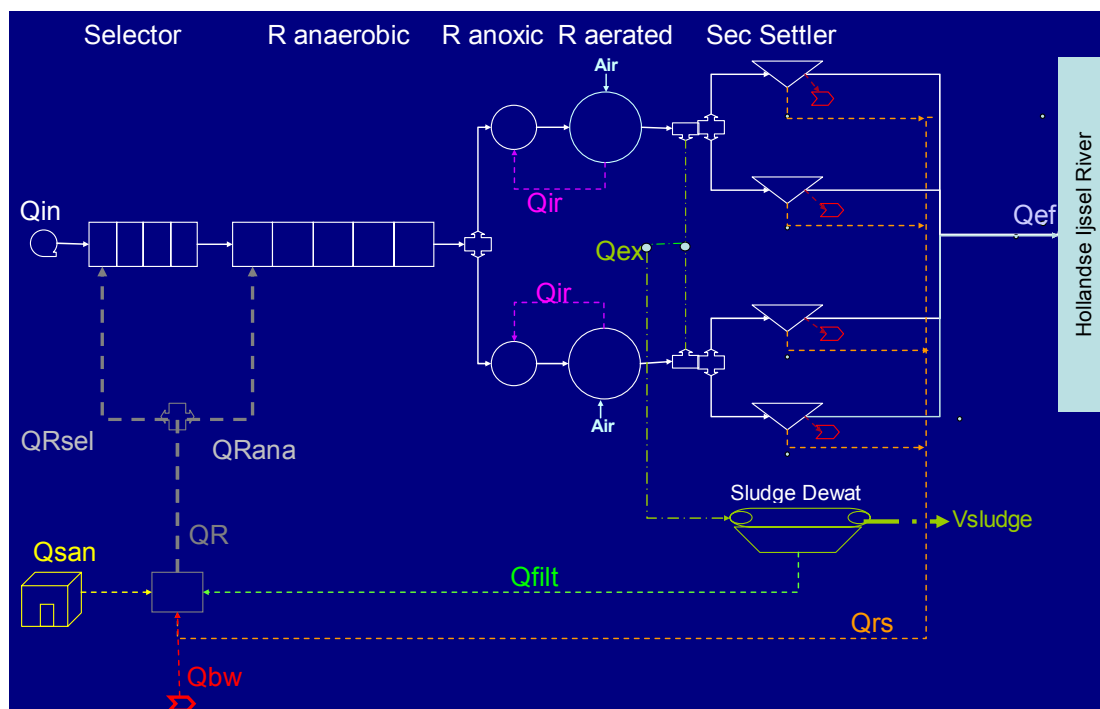 Selector
R anaerobic
R anoxic
R aerated
Sec Settler
Air
Qir
Qin
Qef
Hollandse Ijssel River
Qex
Qir
Air
QRsel
QRana
Sludge Dewat
QR
Vsludge
Qsan
Qfilt
Qrs
Qbw